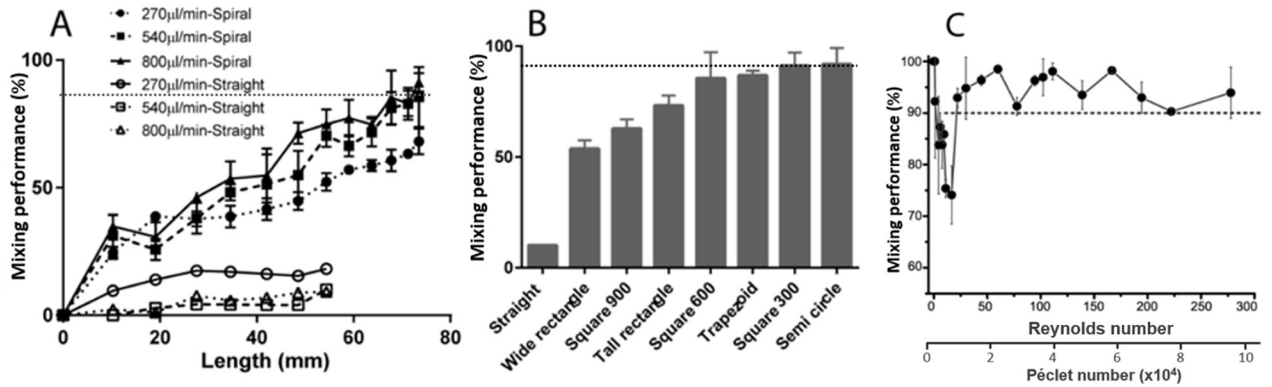 A
270µl/min-Spiral
540µl/min-Spiral
800µl/min-Spiral
270µl/min-Straight
540µl/min-Straight
800µl/min-Straight
Mixing performance (%)
100
50
0
0 20 40 60 80
Length (mm)
B
Mixing performance (%)
100
50
0
Straight
Wide rectangle
Square 900
Tall rectangle
Square 600
Trapezoid
Square 300
Semi circle
C
Mixing performance (%)
100
90
80
70
60
0 50 100 150 200 250 300
Reynolds number
0 2 4 6 8 10
Péclet number (x10⁴)